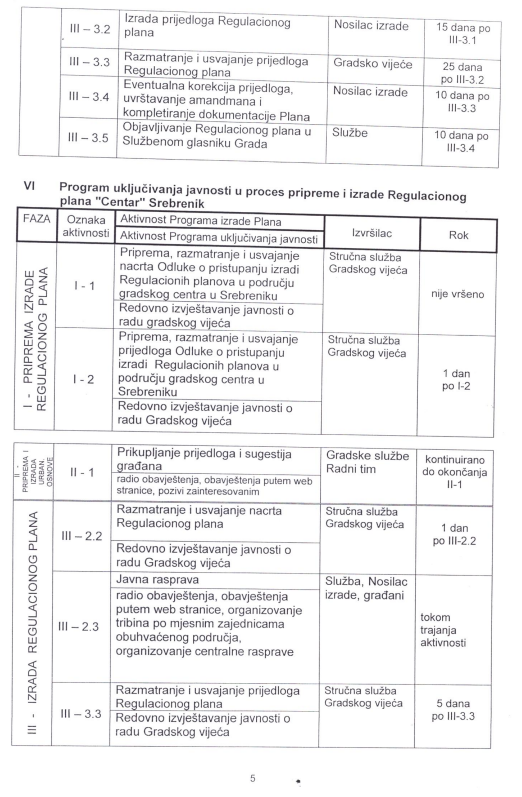 III – 3.2
Izrada prijedloga Regulacionog
plana
Nosilac izrade
15 dana po
III-3.1
III – 3.3
Razmatranje i usvajanje prijedloga
Regulacionog plana
Gradsko vijeće
25 dana
po III-3.2
III – 3.4
Eventualna korekcija prijedloga,
uvrštavanje amandmana i
kompletiranje dokumentacije Plana
Nosilac izrade
10 dana po
III-3.3
III – 3.5
Objavljivanje Regulacionog plana u
Službenom glasniku Grada
Službe
10 dana po
III-3.4
VI Program uključivanja javnosti u proces pripreme i izrade Regulacionog
plana "Centar" Srebrenik
FAZA
Oznaka
aktivnosti
Aktivnost Programa izrade Plana
Aktivnost Programa uključivanja javnosti
Izvršilac
Rok
I - PRIPREMA IZRADE
REGULACIONOG PLANA
I - 1
Priprema, razmatranje i usvajanje
nacrta Odluke o pristupanju izradi
Regulacionih planova u području
gradskog centra u Srebreniku
Redovno izvještavanje javnosti o
radu gradskog vijeća
Stručna služba
Gradskog vijeća
nije vršeno
I - 2
Priprema, razmatranje i usvajanje
prijedloga Odluke o pristupanju
izradi Regulacionih planova u
području gradskog centra u
Srebreniku
Redovno izvještavanje javnosti o
radu Gradskog vijeća
Stručna služba
Gradskog vijeća
1 dan
po I-2
II -
PRIPREMA I
IZRADA
URBAN.
OSNOVE
II - 1
Prikupljanje prijedloga i sugestija
građana
radio obavještenja, obavještenja putem web
stranice, pozivi zainteresovanim
Gradske službe
Radni tim
kontinuirano
do okončanja
II-1
III - IZRADA REGULACIONOG PLANA
III – 2.2
Razmatranje i usvajanje nacrta
Regulacionog plana
Redovno izvještavanje javnosti o
radu Gradskog vijeća
Stručna služba
Gradskog vijeća
1 dan
po III-2.2
III – 2.3
Javna rasprava
radio obavještenja, obavještenja
putem web stranice, organizovanje
tribina po mjesnim zajednicama
obuhvaćenog područja,
organizovanje centralne rasprave
Služba, Nosilac
izrade, građani
tokom
trajanja
aktivnosti
III – 3.3
Razmatranje i usvajanje prijedloga
Regulacionog plana
Redovno izvještavanje javnosti o
radu Gradskog vijeća
Stručna služba
Gradskog vijeća
5 dana
po III-3.3
5